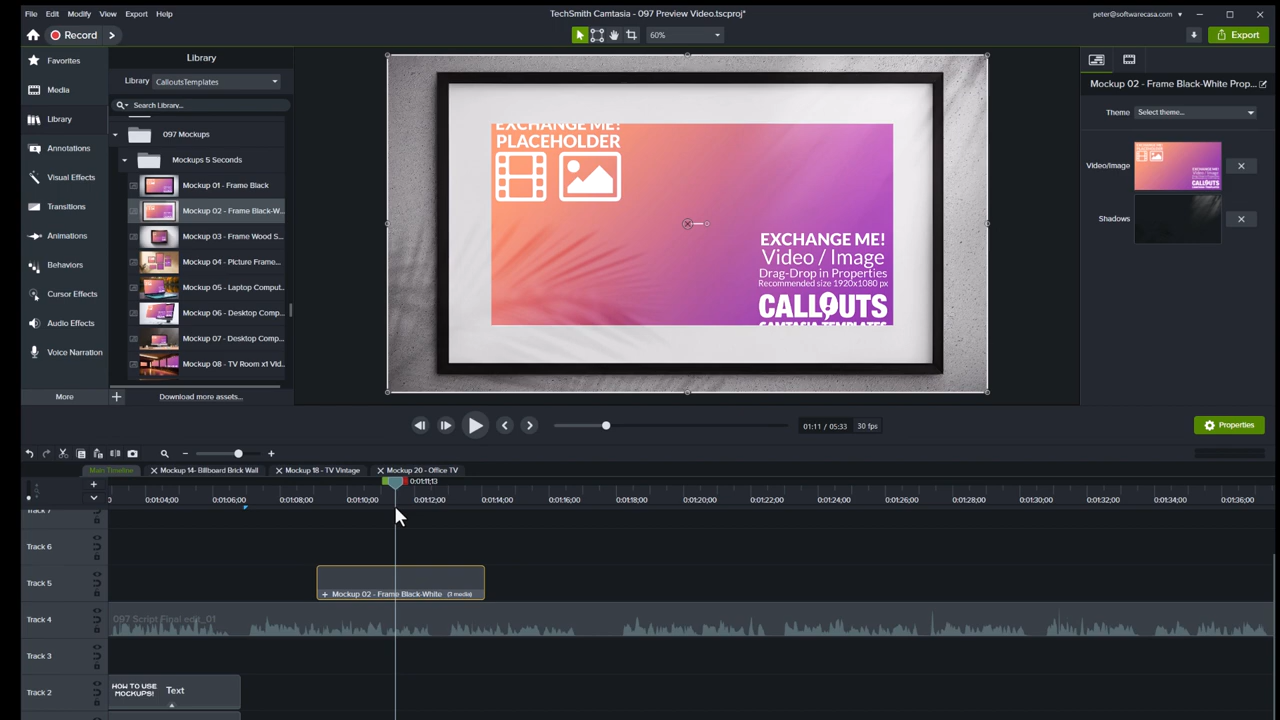 File Edit Modify View Export Help
TechSmith Camtasia - 097 Preview Video.tscproj*
peter@softwarecasa.com
Record
60%
Export
Favorites
Media
Library
Annotations
Visual Effects
Transitions
Animations
Behaviors
Cursor Effects
Audio Effects
Voice Narration
More
Library
Library CalloutsTemplates
Search Library...
097 Mockups
Mockups 5 Seconds
Mockup 01 - Frame Black
Mockup 02 - Frame Black-W...
Mockup 03 - Frame Wood S...
Mockup 04 - Picture Frame...
Mockup 05 - Laptop Comput...
Mockup 06 - Desktop Comp...
Mockup 07 - Desktop Comp...
Mockup 08 - TV Room x1 Vid...
Download more assets...
EXCHANGE ME!
PLACEHOLDER
EXCHANGE ME!
Video / Image
Drag-Drop in Properties
Recommended size 1920x1080 px
CALLOUTS
CAMTASIA TEMPLATES
Mockup 02 - Frame Black-White Prop...
Theme Select theme...
Video/Image
Shadows
01:11 / 05:33 30 fps
Properties
Main Timeline
Mockup 14- Billboard Brick Wall
Mockup 18 - TV Vintage
Mockup 20 - Office TV
0:01:11;13
0:01:04;00 0:01:06;00 0:01:08;00 0:01:10;00 0:01:12;00 0:01:14;00 0:01:16;00 0:01:18;00 0:01:20;00 0:01:22;00 0:01:24;00 0:01:26;00 0:01:28;00 0:01:30;00 0:01:32;00 0:01:34;00 0:01:36;00
Track 7
Track 6
Track 5
Mockup 02 - Frame Black-White (3 media)
Track 4
097 Script Final edit_01
Track 3
Track 2
HOW TO USE
MOCKUPS!
Text